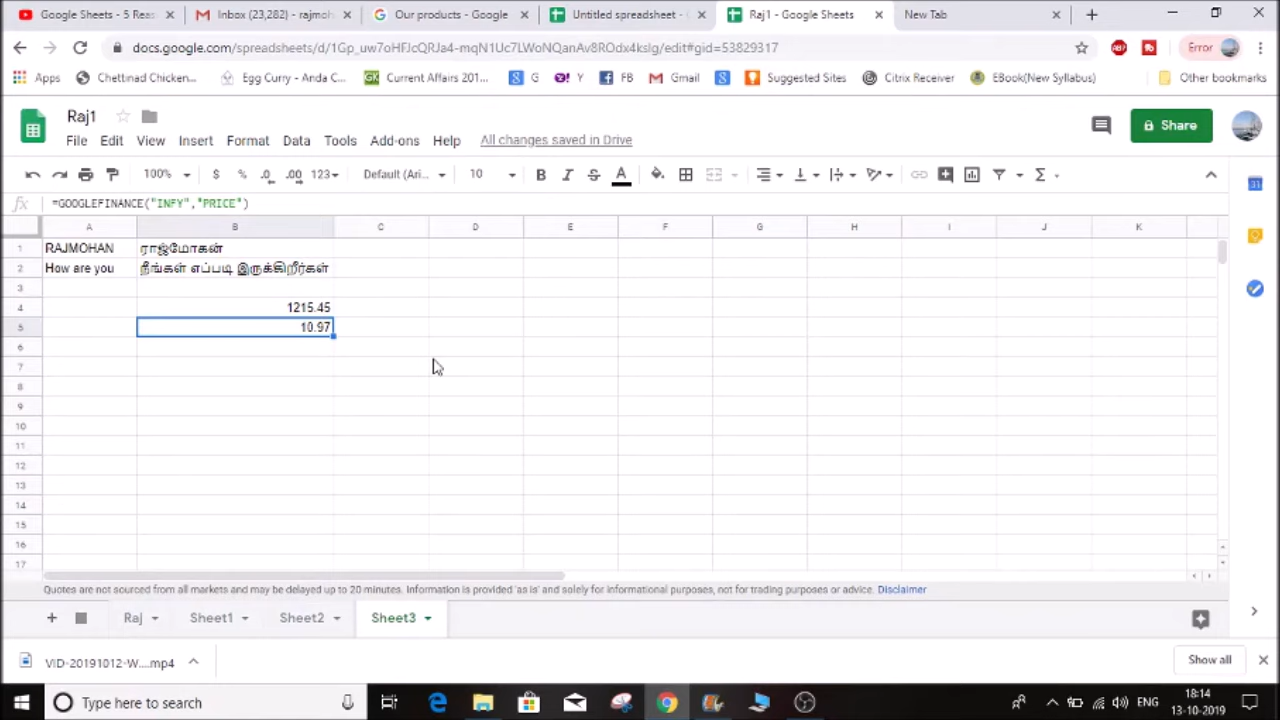 Google Sheets - 5 Reas
Inbox (23,282) - rajmoh
Our products - Google
Untitled spreadsheet -
Raj1 - Google Sheets
New Tab
docs.google.com/spreadsheets/d/1Gp_uw7oHFJcQRJa4-mqN1Uc7LWoNQanAv8ROdx4kslg/edit#gid=53829317
ABP
Error
Apps
Chettinad Chicken...
Egg Curry - Anda C...
GK
Current Affairs 201...
G
Y
FB
Gmail
Suggested Sites
Citrix Receiver
EBook(New Syllabus)
Other bookmarks
Raj1
File Edit View Insert Format Data Tools Add-ons Help All changes saved in Drive
Share
100% $ % .0 .00 123 Default (Ari... 10 B I S A Σ
fx =GOOGLEFINANCE("INFY","PRICE")
A B C D E F G H I J K
1 RAJMOHAN ராஜ்மோகன்
2 How are you நீங்கள் எப்படி இருக்கிறீர்கள்
3
4 1215.45
5 10.97
6
7
8
9
10
11
12
13
14
15
16
17
31
Quotes are not sourced from all markets and may be delayed up to 20 minutes. Information is provided 'as is' and solely for informational purposes, not for trading purposes or advice. Disclaimer
Raj Sheet1 Sheet2 Sheet3
VID-20191012-W....mp4
Show all
Type here to search
ENG
18:14
13-10-2019